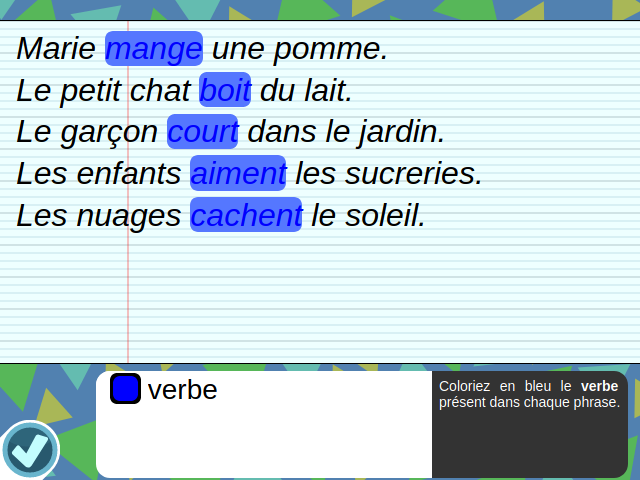 Marie mange une pomme.
Le petit chat boit du lait.
Le garçon court dans le jardin.
Les enfants aiment les sucreries.
Les nuages cachent le soleil.
verbe
Coloriez en bleu le verbe
présent dans chaque phrase.